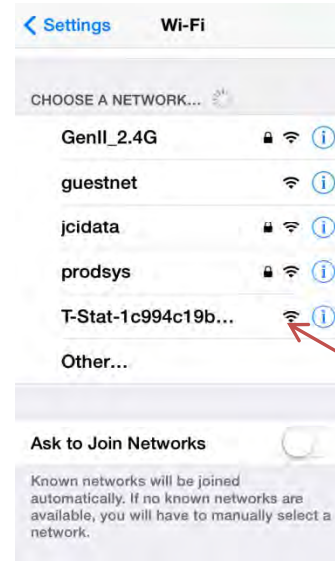 Settings Wi-Fi
CHOOSE A NETWORK...
GenII_2.4G
guestnet
jcidata
prodsys
T-Stat-1c994c19b...
Other...
Ask to Join Networks
Known networks will be joined
automatically. If no known networks are
available, you will have to manually select a
network.